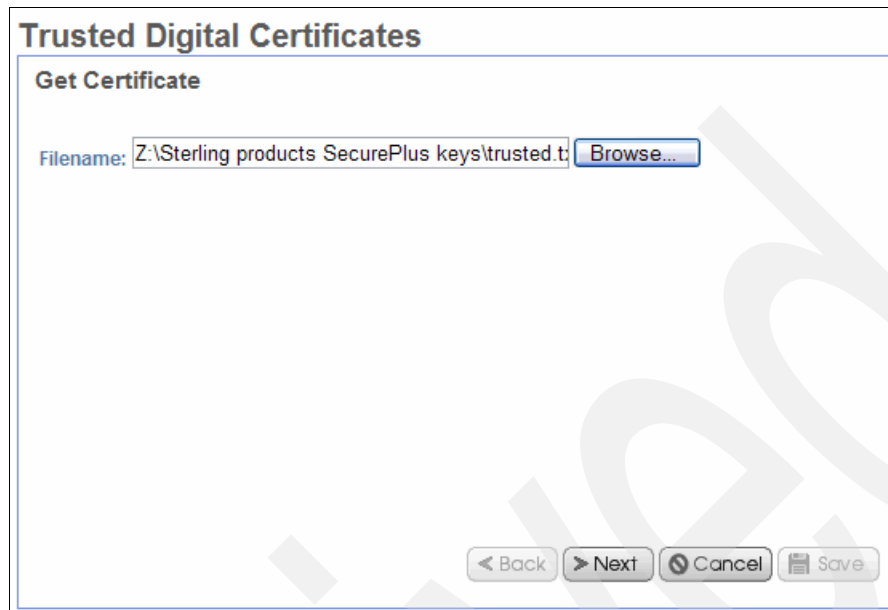 Trusted Digital Certificates
Get Certificate
Filename: Z:\Sterling products SecurePlus keys\trusted.t Browse...
< Back > Next Cancel Save